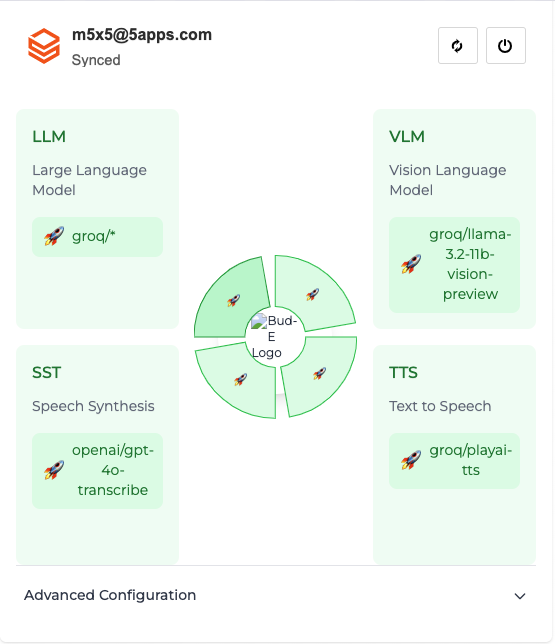 m5x5@5apps.com
Synced
LLM
Large Language
Model
groq/*
VLM
Vision Language
Model
groq/llama-
3.2-11b-
vision-
preview
Bud-
E
Logo
SST
Speech Synthesis
openai/gpt-
4o-
transcribe
TTS
Text to Speech
groq/playai-
tts
Advanced Configuration